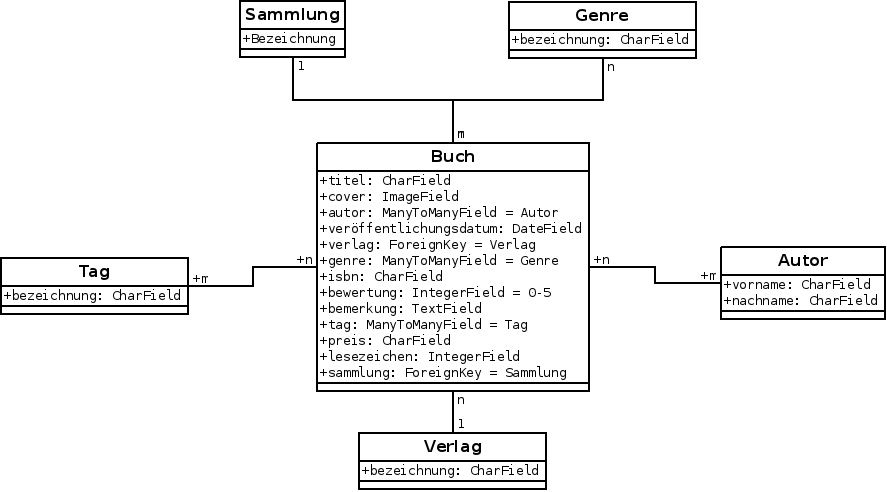 Sammlung
+Bezeichnung
1
Genre
+bezeichnung: CharField
n
m
Buch
+titel: CharField
+cover: ImageField
+autor: ManyToManyField = Autor
+veröffentlichungsdatum: DateField
+verlag: ForeignKey = Verlag
+genre: ManyToManyField = Genre
+isbn: CharField
+bewertung: IntegerField = 0-5
+bemerkung: TextField
+tag: ManyToManyField = Tag
+preis: CharField
+lesezeichen: IntegerField
+sammlung: ForeignKey = Sammlung
Tag
+bezeichnung: CharField
+m
+n
+n
+m
Autor
+vorname: CharField
+nachname: CharField
n
1
Verlag
+bezeichnung: CharField